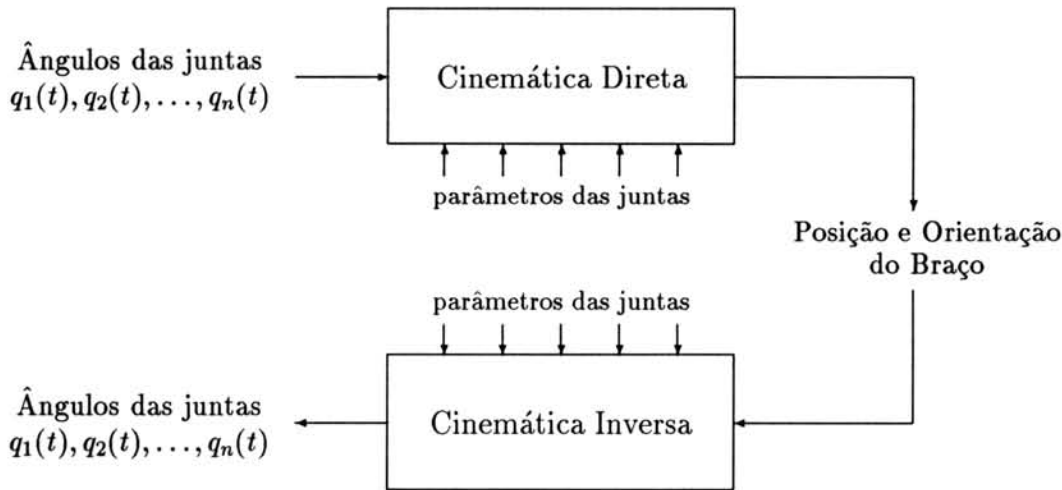 Ângulos das juntas
q₁(t), q₂(t), ..., qₙ(t)
Cinemática Direta
parâmetros das juntas
Posição e Orientação
do Braço
parâmetros das juntas
Ângulos das juntas
q₁(t), q₂(t), ..., qₙ(t)
Cinemática Inversa